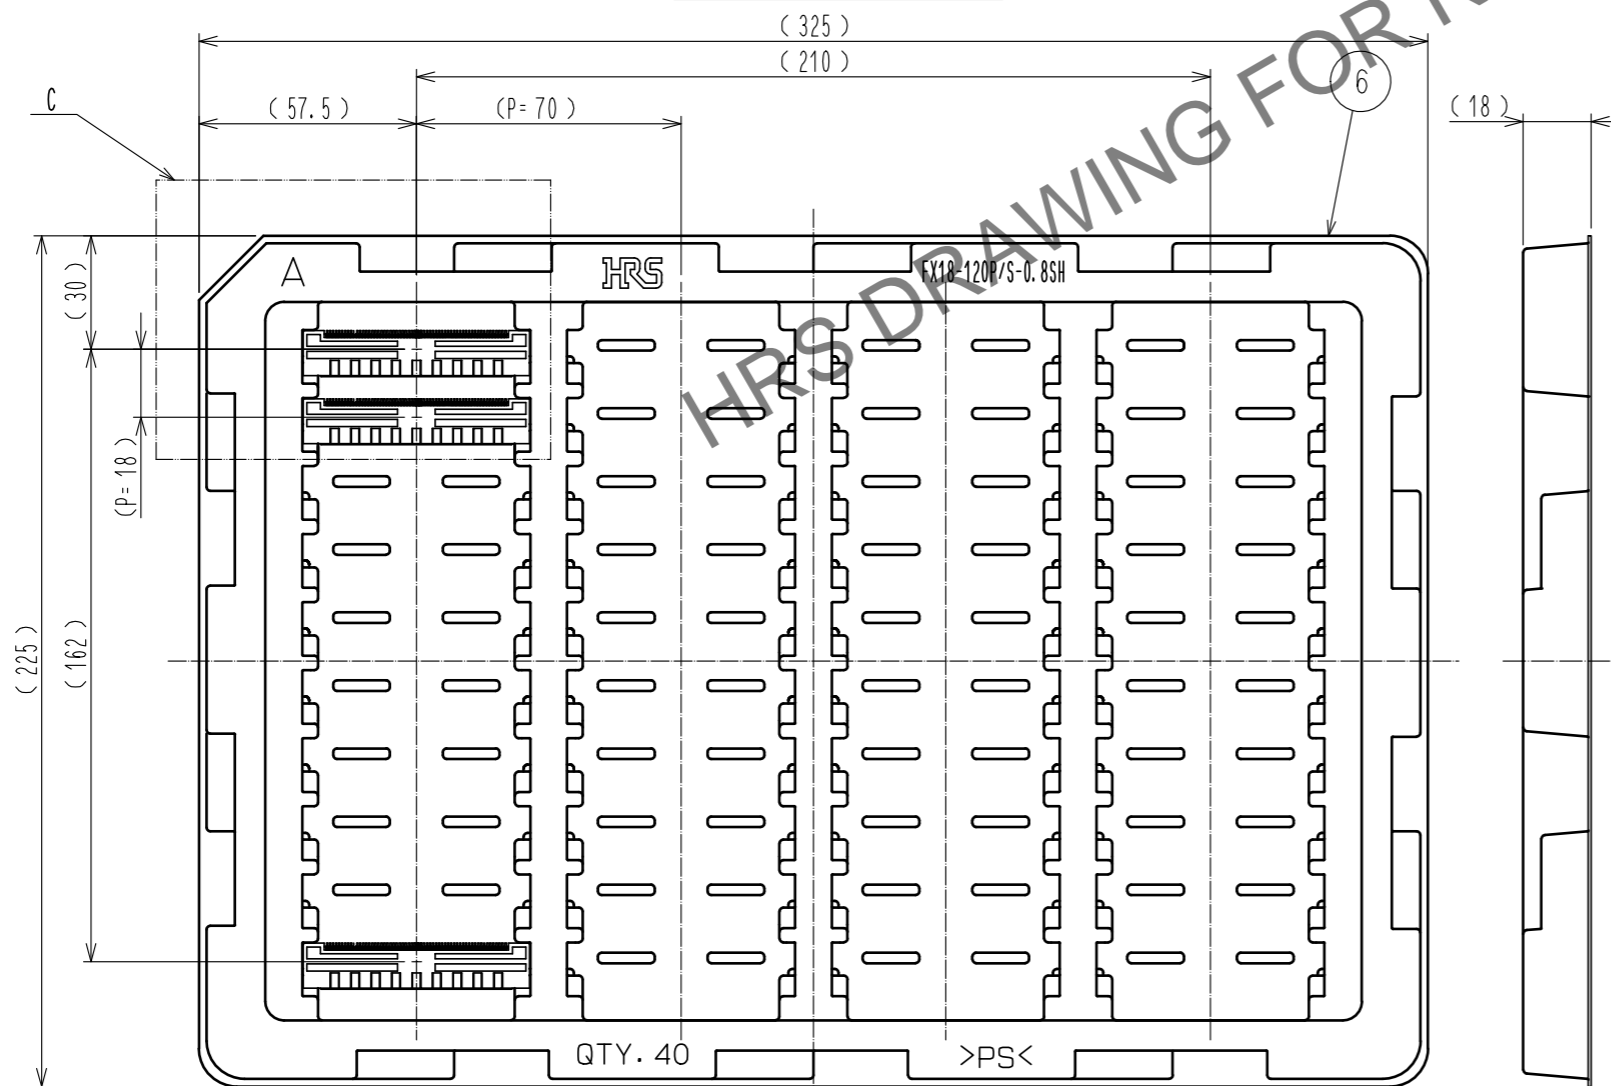 ( 325 )
( 210 )
( 57.5 )
(P=70 )
( 18 )
C
6
( 30 )
(P=18 )
( 162 )
( 225 )
A
HRS
FX18-120P/S-0.8SH
HRS DRAWING FOR
QTY. 40
>PS<